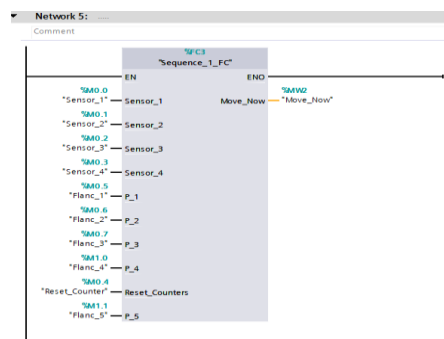 Network 5: .....
Comment
%FC3
"Sequence_1_FC"
EN ENO
%M0.0 %MW2
"Sensor_1" Sensor_1 Move_Now "Move_Now"
%M0.1
"Sensor_2" Sensor_2
%M0.2
"Sensor_3" Sensor_3
%M0.3
"Sensor_4" Sensor_4
%M0.5
"Flanc_1" P_1
%M0.6
"Flanc_2" P_2
%M0.7
"Flanc_3" P_3
%M1.0
"Flanc_4" P_4
%M0.4
"Reset_Counter" Reset_Counters
%M1.1
"Flanc_5" P_5